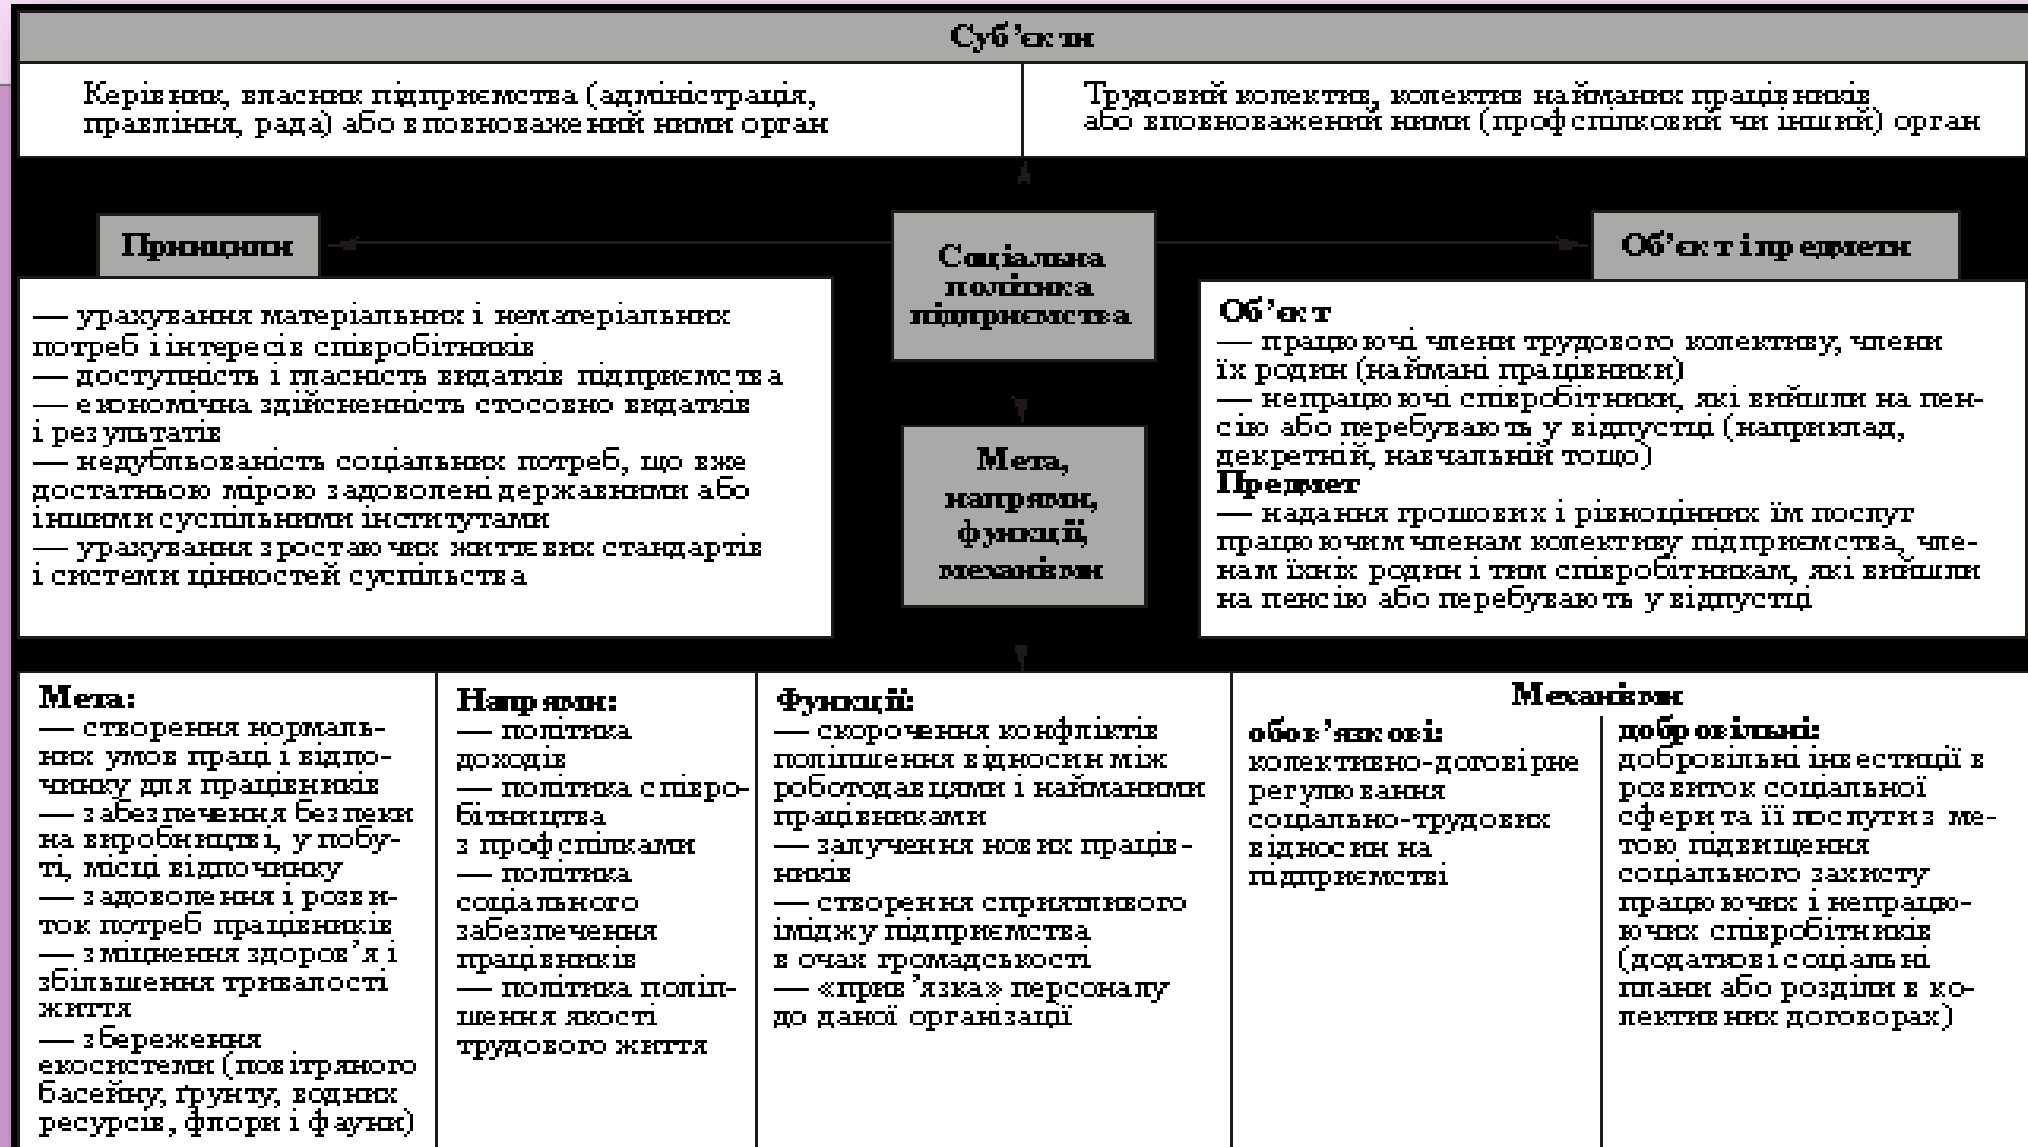 Суб’єкти
Керівник, власник підприємства (адміністрація,
правління, рада) або вповноважений ними орган
Трудовий колектив, колектив найманих працівників
або вповноважений ними (профспілковий чи інший) орган
Принципи
Соціальна
політика
підприємства
Об’єкт і предмети
— урахування матеріальних і нематеріальних
потреб і інтересів співробітників
— доступність і гласність видатків підприємства
— економічна здійсненність стосовно видатків
і результатів
— недубльованість соціальних потреб, що вже
достатньою мірою задоволені державними або
іншими суспільними інститутами
— урахування зростаючих життєвих стандартів
і системи цінностей суспільства
Об’єкт
— працюючі члени трудового колективу, члени
їх родин (наймані працівники)
— непрацюючі співробітники, які вийшли на пен-
сію або перебувають у відпустці (наприклад,
декретній, навчальній тощо)
Предмет
— надання грошових і рівноцінних їм послуг
працюючим членам колективу підприємства, чле-
нам їхніх родин і тим співробітникам, які вийшли
на пенсію або перебувають у відпустці
Мета,
напрями,
функції,
механізми
Мета:
— створення нормаль-
них умов праці і відпо-
чинку для працівників
— забезпечення безпеки
на виробництві, у побу-
ті, місці відпочинку
— задоволення і розви-
ток потреб працівників
— зміцнення здоров’я і
збільшення тривалості
життя
— збереження
екосистеми (повітряного
басейну, ґрунту, водних
ресурсів, флори і фауни)
Напрями:
— політика
доходів
— політика співро-
бітництва
з профспілками
— політика
соціального
забезпечення
працівників
— політика поліп-
шення якості
трудового життя
Функції:
— скорочення конфліктів
поліпшення відносин між
роботодавцями і найманими
працівниками
— залучення нових праців-
ників
— створення сприятливого
іміджу підприємства
в очах громадськості
— «прив’язка» персоналу
до даної організації
Механізми
обов’язкові:
колективно-договірне
регулювання
соціально-трудових
відносин на
підприємстві
добровільні:
добровільні інвестиції в
розвиток соціальної
сфери та її послуги з ме-
тою підвищення
соціального захисту
працюючих і непрацю-
ючих співробітників
(додаткові соціальні
плани або розділи в ко-
лективних договорах)